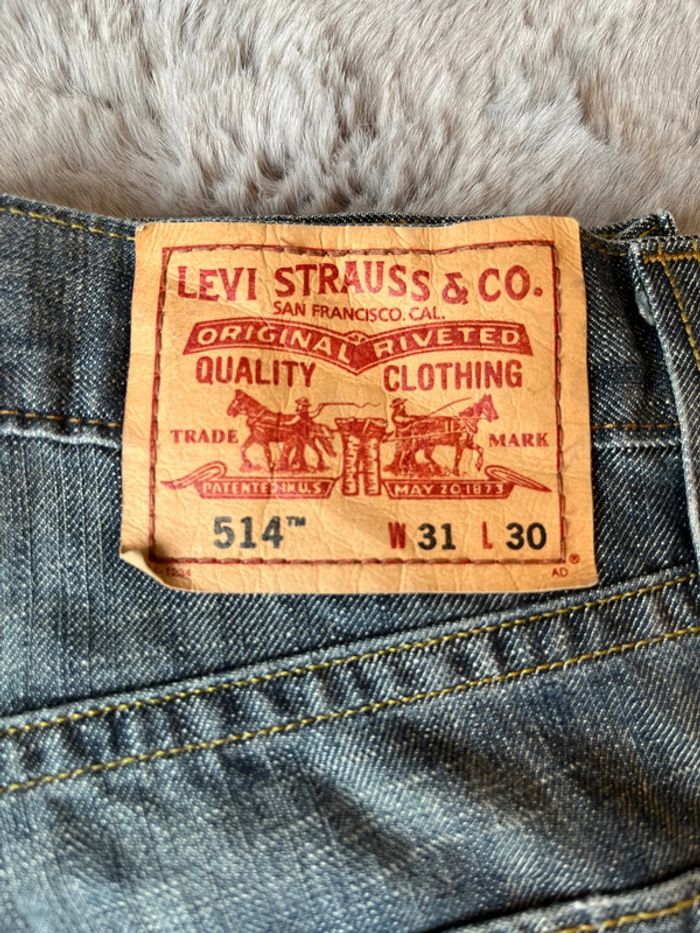 LEVI STRAUSS & CO.
SAN FRANCISCO. CAL.
ORIGINAL RIVETED
QUALITY CLOTHING
TRADE MARK
PATENTED IN U.S MAY 20 1873
514™ W 31 L 30
AD ®